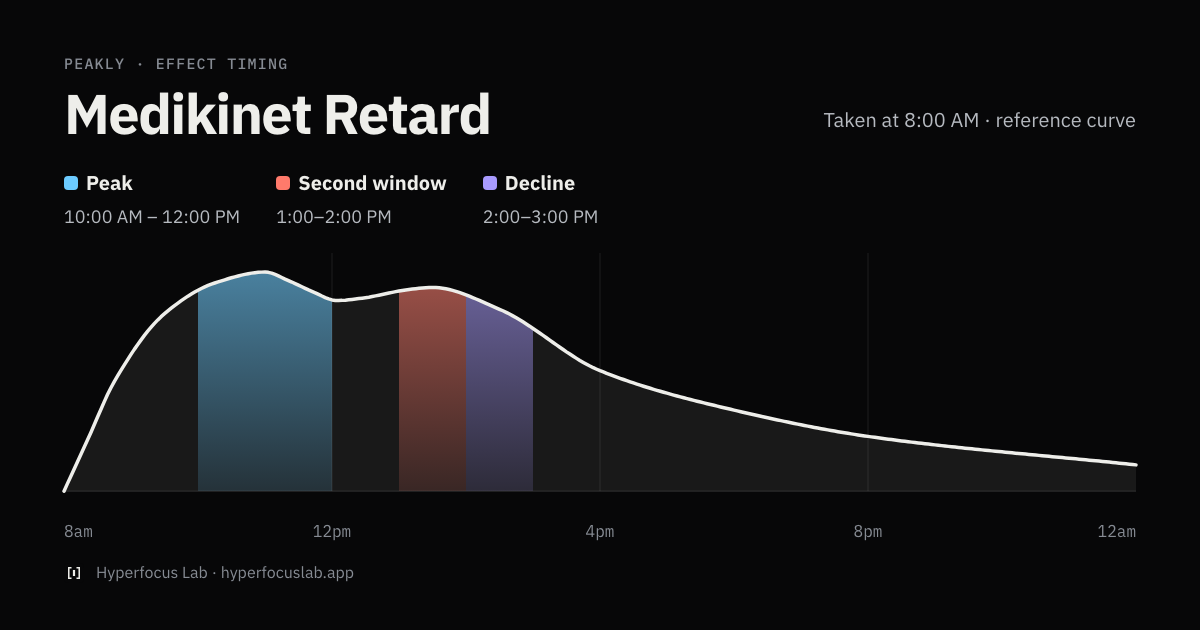 PEAKLY · EFFECT TIMING
Medikinet Retard
Taken at 8:00 AM · reference curve
Peak
10:00 AM – 12:00 PM
Second window
1:00–2:00 PM
Decline
2:00–3:00 PM
8am 12pm 4pm 8pm 12am
Hyperfocus Lab · hyperfocuslab.app